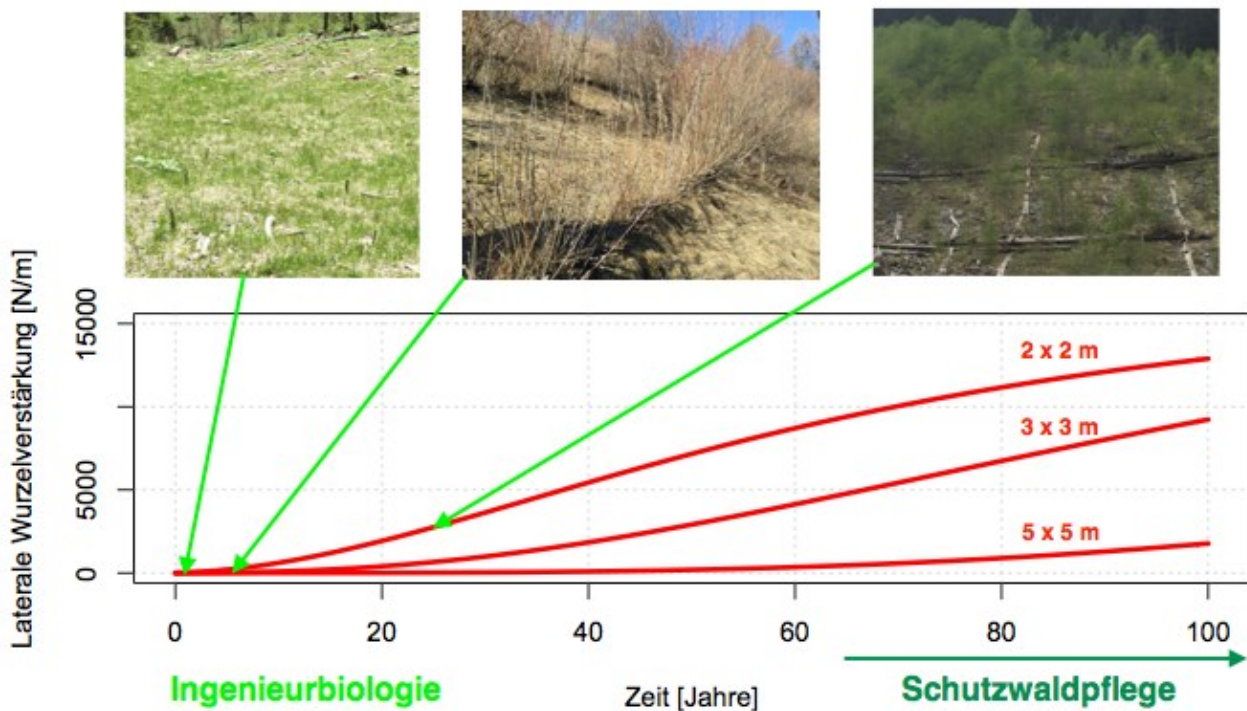 Laterale Wurzelverstärkung [N/m]
15000
5000
0
2 x 2 m
3 x 3 m
5 x 5 m
0 20 40 60 80 100
Ingenieurbiologie Zeit [Jahre] Schutzwaldpflege